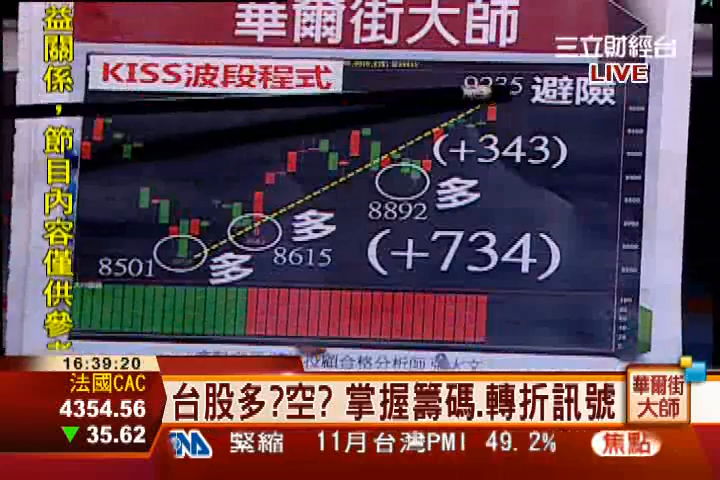 華爾街大師
三立財經台
LIVE
KISS波段程式
9235
避險
(+343)
8892
多
多
8615
(+734)
8501
多
益關係，節目內容僅供參考
16:39:20
法國CAC
4354.56
▼35.62
台股多?空? 掌握籌碼.轉折訊號
華爾街
大師
緊縮 11月台灣PMI 49.2%
焦點